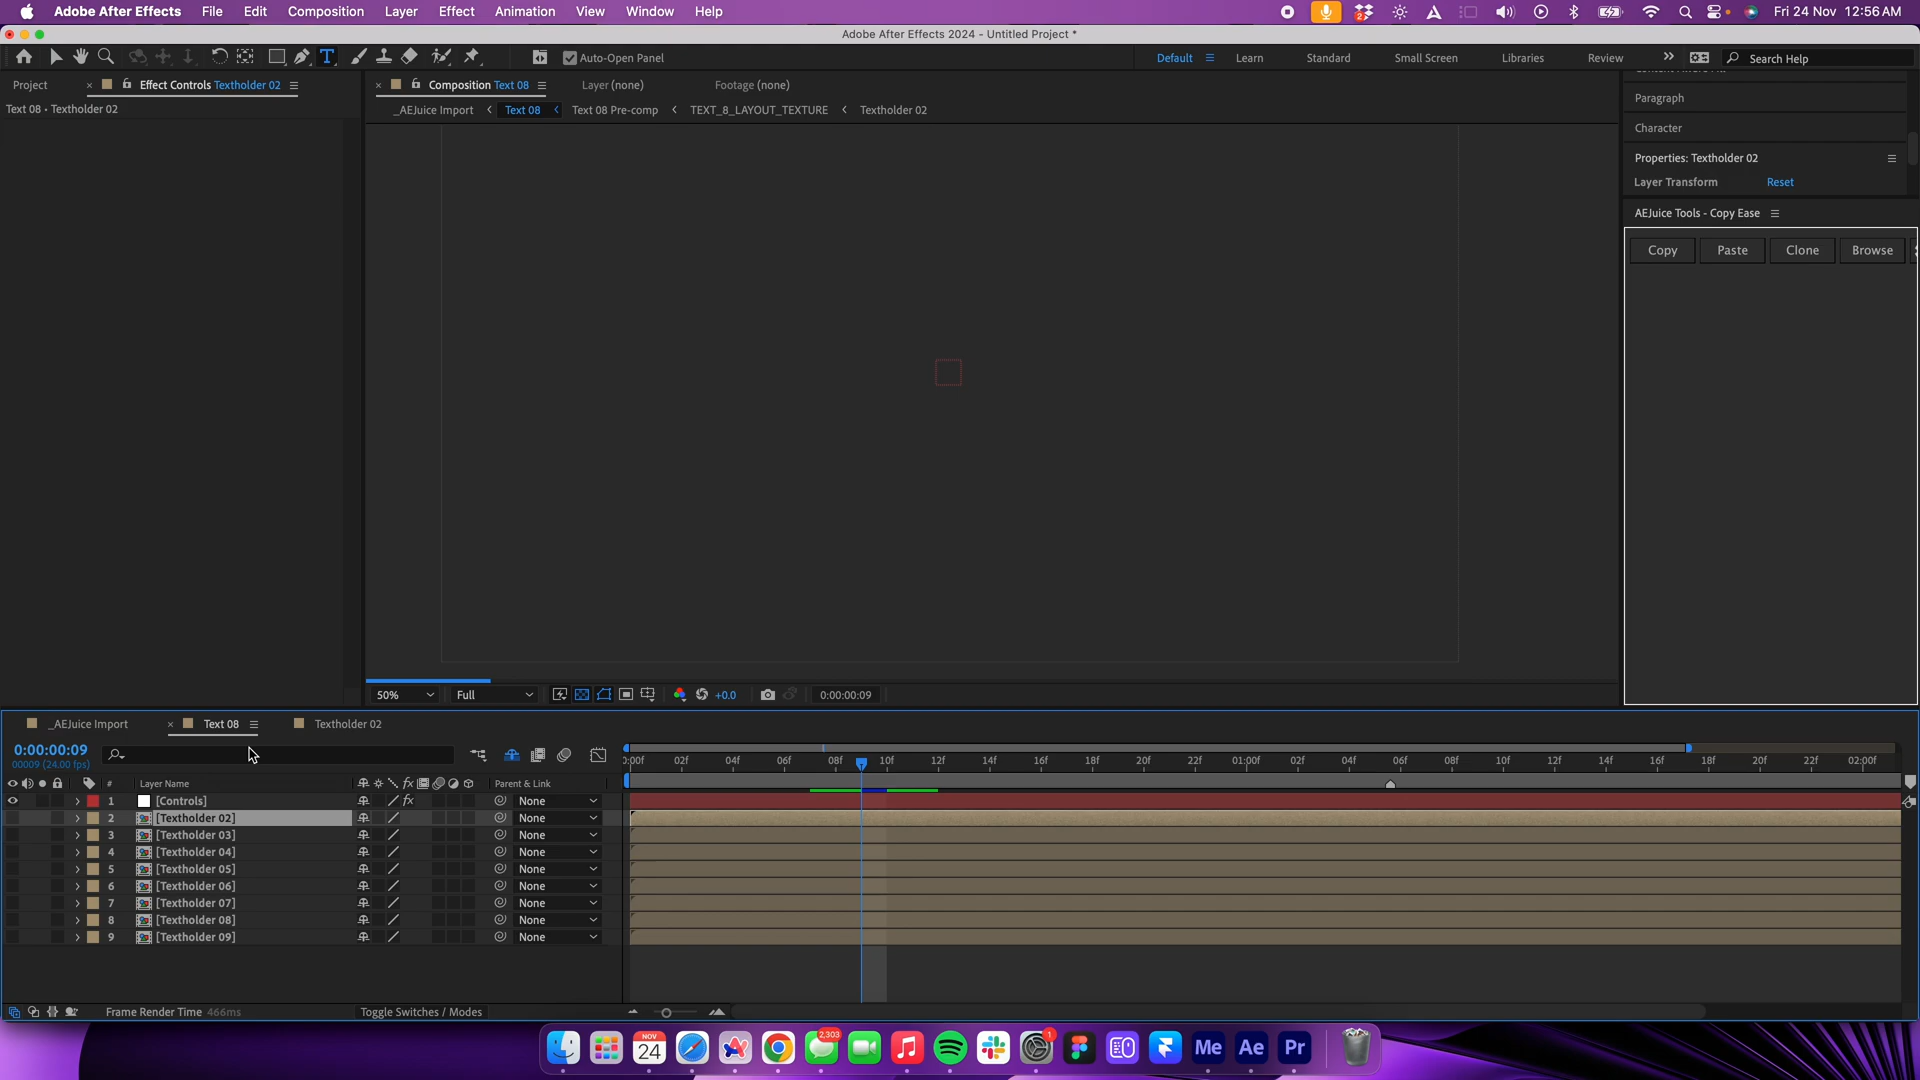 Adobe After Effects File Edit Composition Layer Effect Animation View Window Help Fri 24 Nov 12:56 AM
Adobe After Effects 2024 - Untitled Project *
Auto-Open Panel Default Learn Standard Small Screen Libraries Review Search Help
Project Effect Controls Textholder 02 Composition Text 08 Layer (none) Footage (none)
Text 08 • Textholder 02
_AEJuice Import Text 08 Text 08 Pre-comp TEXT_8_LAYOUT_TEXTURE Textholder 02
Paragraph
Character
Properties: Textholder 02
Layer Transform Reset
AEJuice Tools - Copy Ease
Copy Paste Clone Browse
50% Full +0.0 0:00:00:09
_AEJuice Import Text 08 Textholder 02
0:00:00:09
00009 (24.00 fps)
0:00f 02f 04f 06f 08f 10f 12f 14f 16f 18f 20f 22f 01:00f 02f 04f 06f 08f 10f 12f 14f 16f 18f 20f 22f 02:00f
# Layer Name fx Parent & Link
1 [Controls] fx None
2 [Textholder 02] None
3 [Textholder 03] None
4 [Textholder 04] None
5 [Textholder 05] None
6 [Textholder 06] None
7 [Textholder 07] None
8 [Textholder 08] None
9 [Textholder 09] None
Frame Render Time 466ms Toggle Switches / Modes
NOV
24
2,303
1
Me Ae Pr